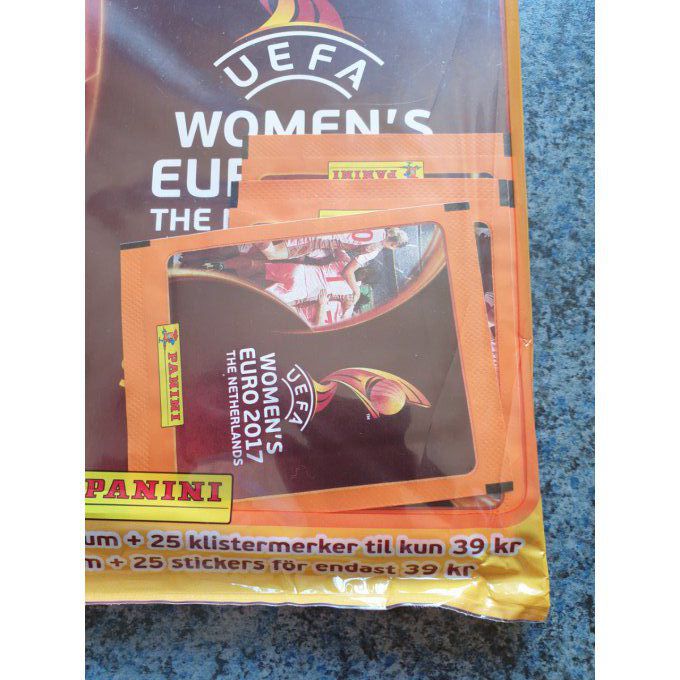 UEFA
WOMEN'S
EUR
THE
PANINI
PANINI
UEFA
WOMEN'S
EURO 2017
THE NETHERLANDS
TM
PANINI
um + 25 klistermerker til kun 39 kr
m + 25 stickers för endast 39 kr